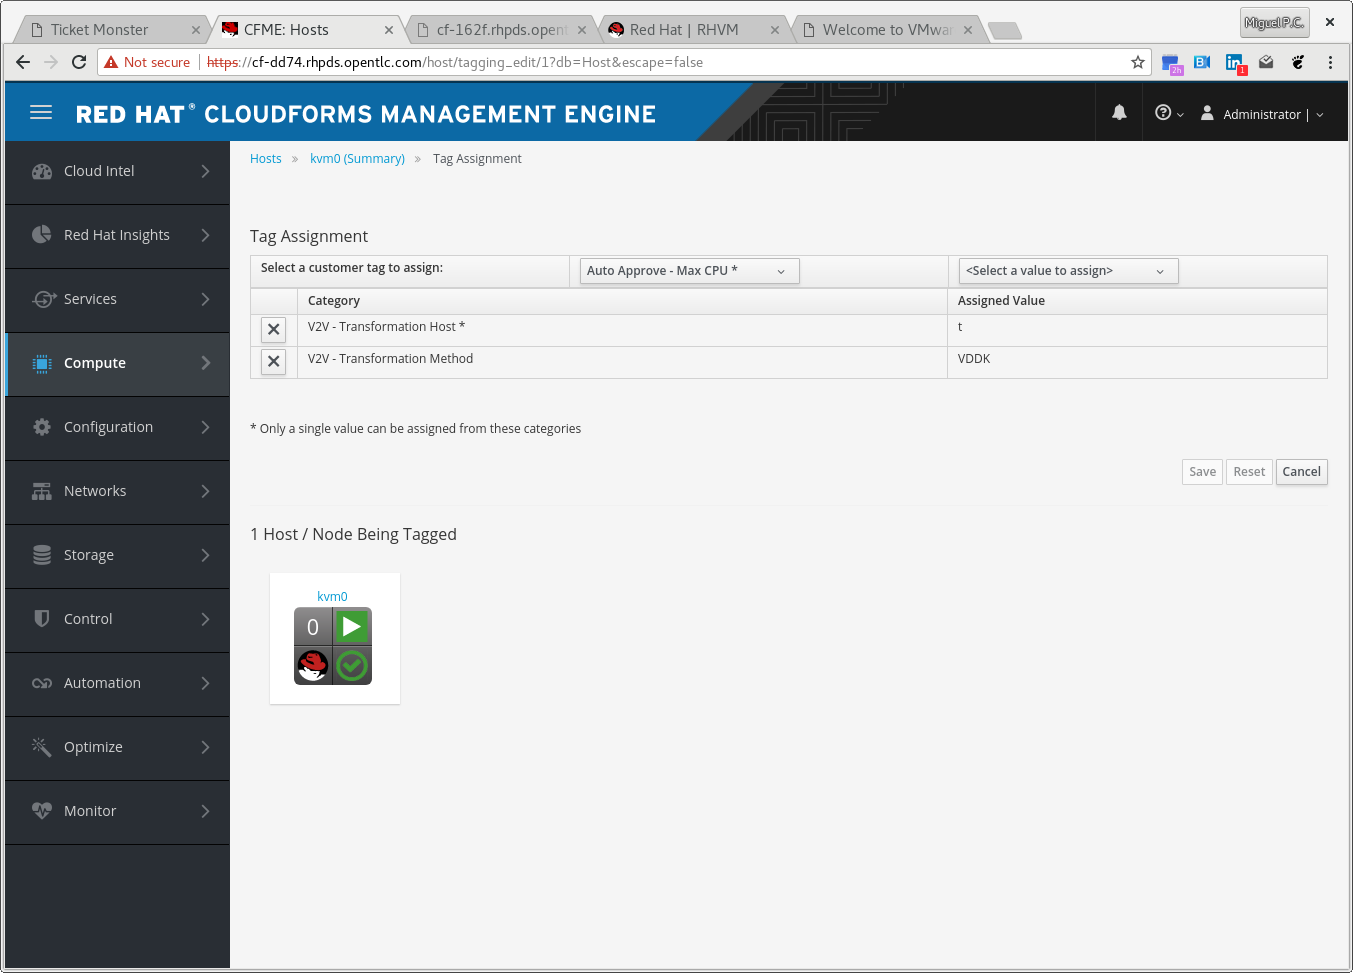 Ticket Monster
CFME: Hosts
cf-162f.rhpds.opent
Red Hat | RHVM
Welcome to VMwar
Miguel P.C.
Not secure
https://cf-dd74.rhpds.opentlc.com/host/tagging_edit/1?db=Host&escape=false
2h
1
RED HAT® CLOUDFORMS MANAGEMENT ENGINE
Administrator |
Cloud Intel
Red Hat Insights
Services
Compute
Configuration
Networks
Storage
Control
Automation
Optimize
Monitor
Hosts » kvm0 (Summary) » Tag Assignment
Tag Assignment
Select a customer tag to assign: Auto Approve - Max CPU * <Select a value to assign>
Category Assigned Value
V2V - Transformation Host * t
V2V - Transformation Method VDDK
* Only a single value can be assigned from these categories
Save Reset Cancel
1 Host / Node Being Tagged
kvm0
0